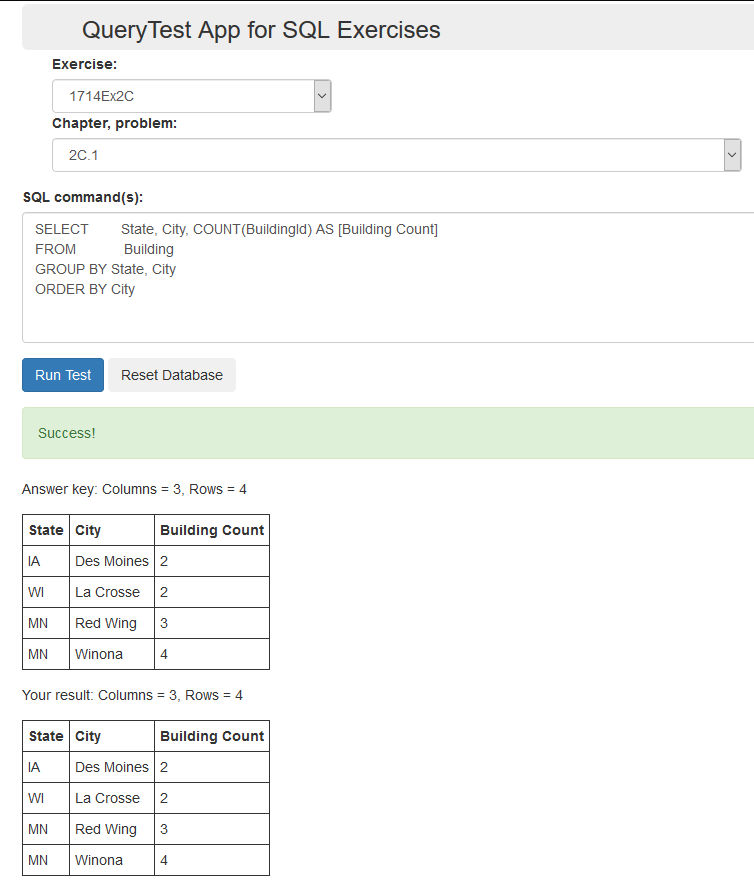 QueryTest App for SQL Exercises
Exercise:
1714Ex2C
Chapter, problem:
2C.1
SQL command(s):
SELECT State, City, COUNT(BuildingId) AS [Building Count]
FROM Building
GROUP BY State, City
ORDER BY City
Run Test Reset Database
Success!
Answer key: Columns = 3, Rows = 4
State City Building Count
IA Des Moines 2
WI La Crosse 2
MN Red Wing 3
MN Winona 4
Your result: Columns = 3, Rows = 4
State City Building Count
IA Des Moines 2
WI La Crosse 2
MN Red Wing 3
MN Winona 4